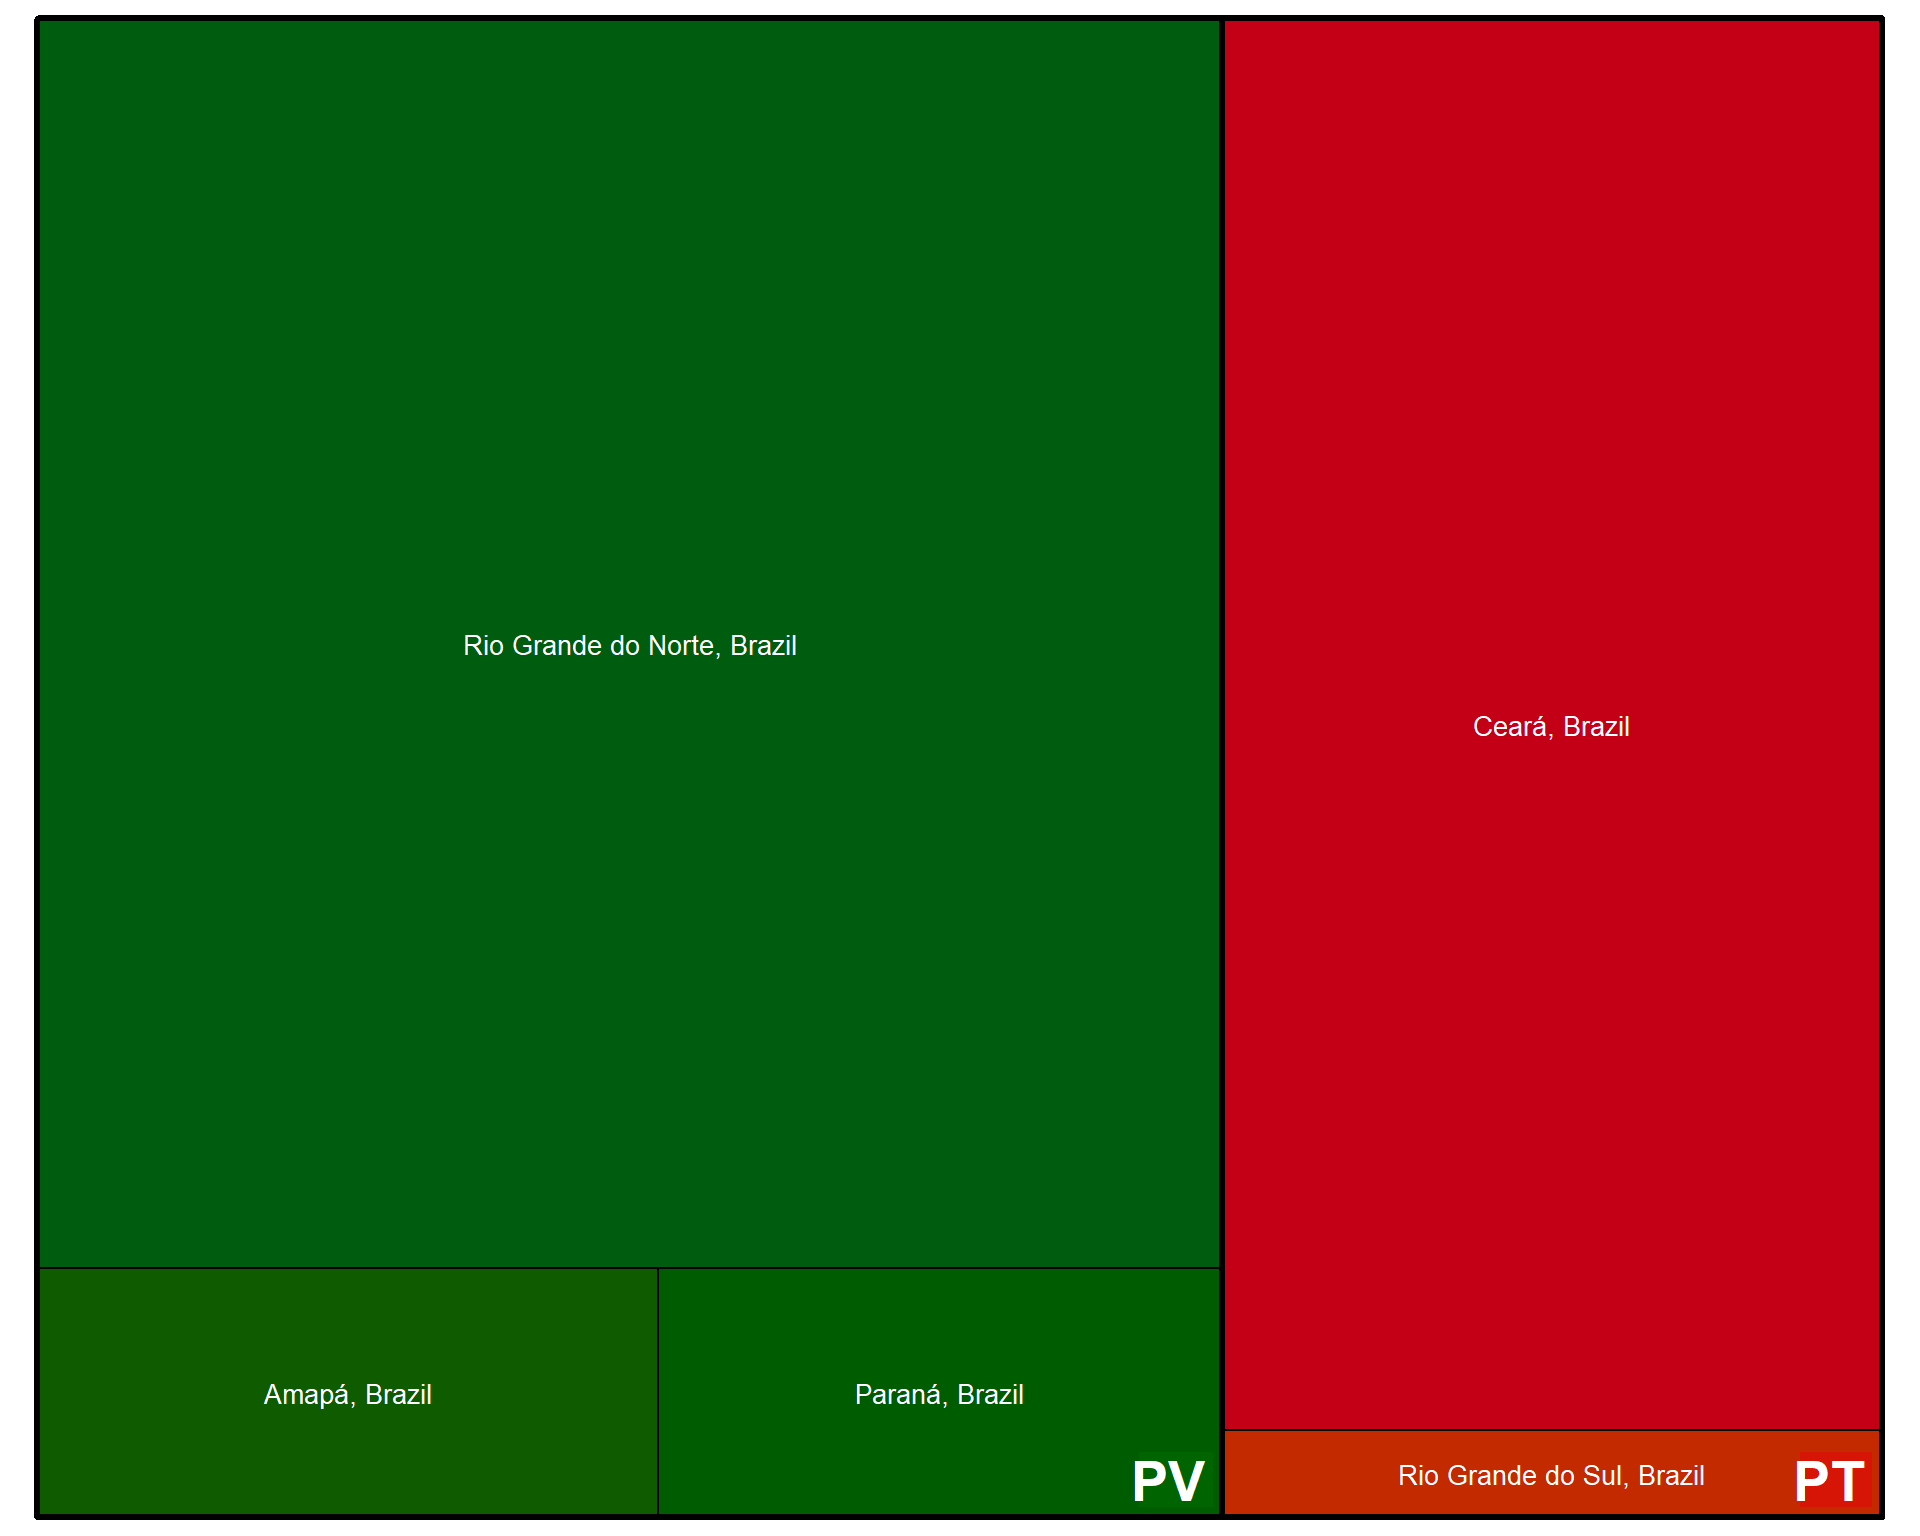 Rio Grande do Norte, Brazil
Ceará, Brazil
Amapá, Brazil
Paraná, Brazil
PV
Rio Grande do Sul, Brazil
PT